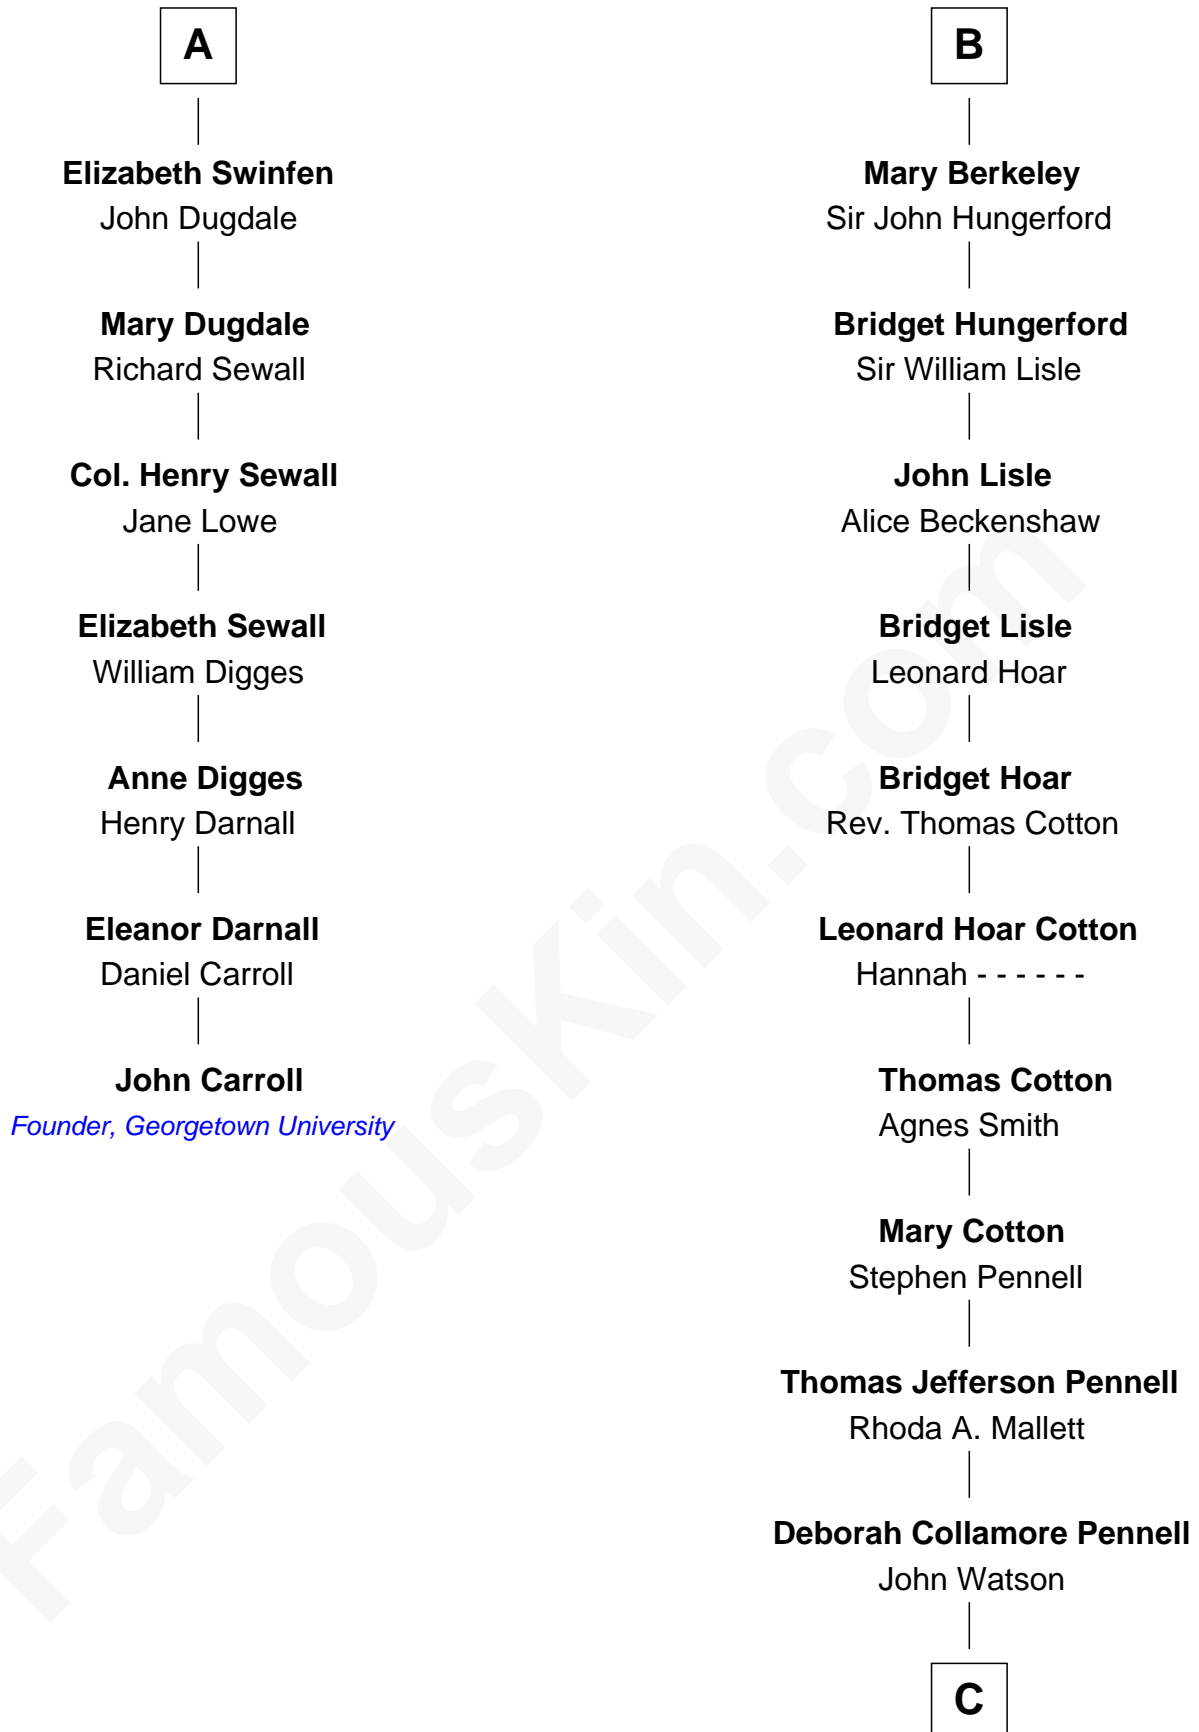 A
Elizabeth Swinfen
John Dugdale
Mary Dugdale
Richard Sewall
Col. Henry Sewall
Jane Lowe
Elizabeth Sewall
William Digges
Anne Digges
Henry Darnall
Eleanor Darnall
Daniel Carroll
John Carroll
Founder, Georgetown University
B
Mary Berkeley
Sir John Hungerford
Bridget Hungerford
Sir William Lisle
John Lisle
Alice Beckenshaw
Bridget Lisle
Leonard Hoar
Bridget Hoar
Rev. Thomas Cotton
Leonard Hoar Cotton
Hannah - - - - - -
Thomas Cotton
Agnes Smith
Mary Cotton
Stephen Pennell
Thomas Jefferson Pennell
Rhoda A. Mallett
Deborah Collamore Pennell
John Watson
C
FamousKin.com